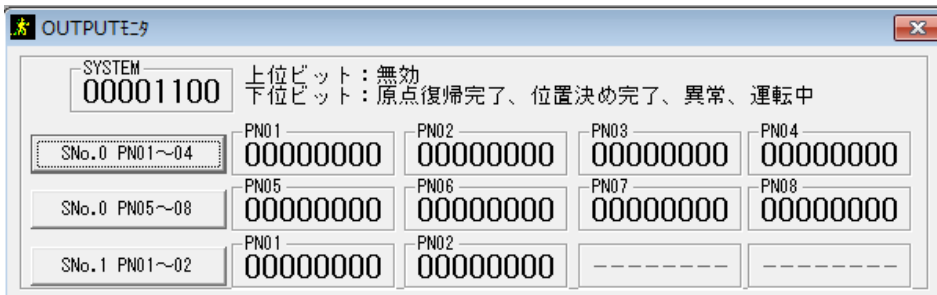 OUTPUTﾓﾆﾀ
SYSTEM
00001100
上位ビット：無効
下位ビット：原点復帰完了、位置決め完了、異常、運転中
SNo.0 PN01～04
PN01
00000000
PN02
00000000
PN03
00000000
PN04
00000000
SNo.0 PN05～08
PN05
00000000
PN06
00000000
PN07
00000000
PN08
00000000
SNo.1 PN01～02
PN01
00000000
PN02
00000000
--------
--------